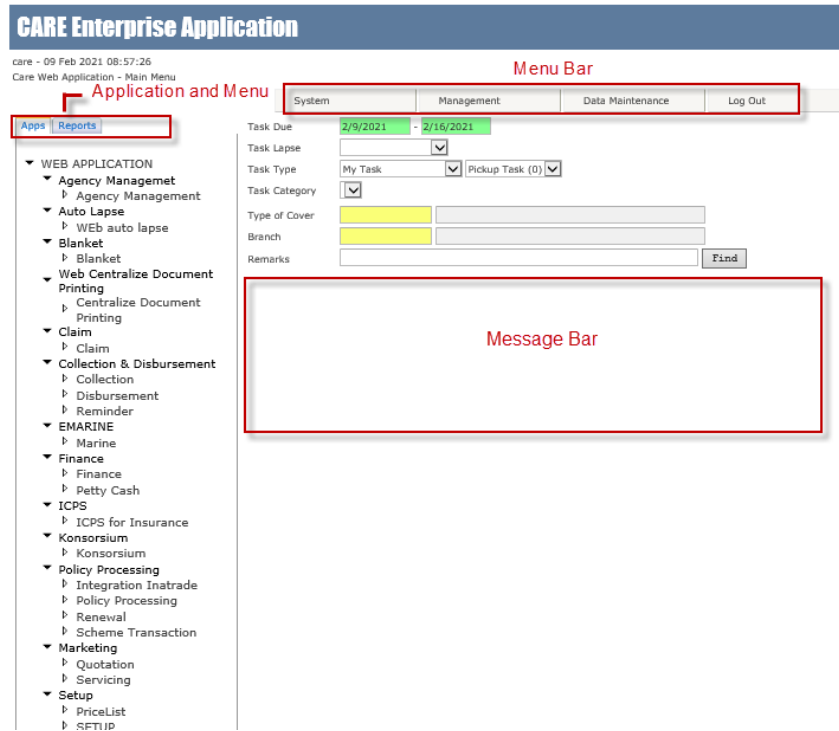 CARE Enterprise Application
care - 09 Feb 2021 08:57:26
Care Web Application - Main Menu
Menu Bar
Application and Menu
System Management Data Maintenance Log Out
Apps Reports
Task Due 2/9/2021 - 2/16/2021
Task Lapse
Task Type My Task Pickup Task (0)
Task Category
Type of Cover
Branch
Remarks Find
Message Bar
WEB APPLICATION
Agency Managemet
Agency Management
Auto Lapse
WEb auto lapse
Blanket
Blanket
Web Centralize Document
Printing
Centralize Document
Printing
Claim
Claim
Collection & Disbursement
Collection
Disbursement
Reminder
EMARINE
Marine
Finance
Finance
Petty Cash
ICPS
ICPS for Insurance
Konsorsium
Konsorsium
Policy Processing
Integration Inatrade
Policy Processing
Renewal
Scheme Transaction
Marketing
Quotation
Servicing
Setup
PriceList
SETUP